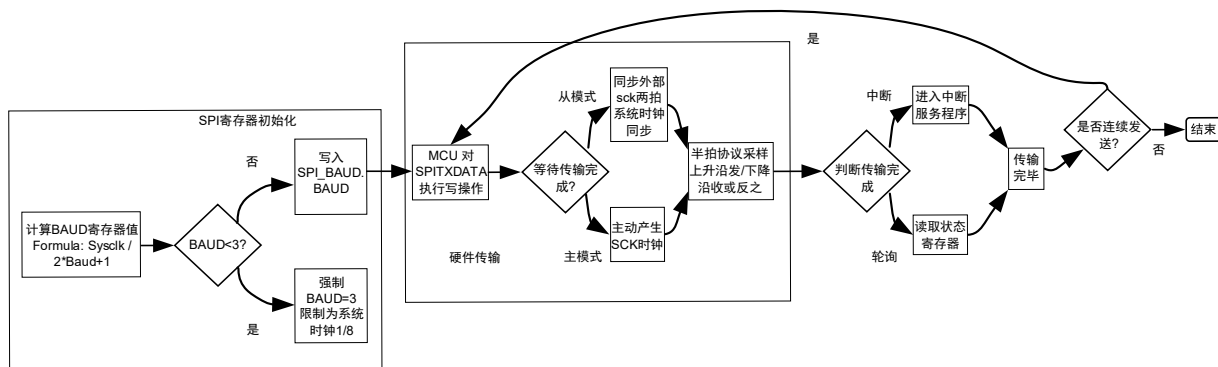 SPI寄存器初始化
计算BAUD寄存器值
Formula: Sysclk /
2*Baud+1
BAUD<3?
否
写入
SPI_BAUD.
BAUD
是
强制
BAUD=3
限制为系统
时钟1/8
MCU 对
SPITXDATA
执行写操作
硬件传输
等待传输完
成?
从模式
同步外部
sck两拍
系统时钟
同步
主模式
主动产生
SCK时钟
半拍协议采样
上升沿发/下降
沿收或反之
判断传输完
成
中断
进入中断
服务程序
轮询
读取状态
寄存器
传输
完毕
是否连续发
送?
是
否
结束